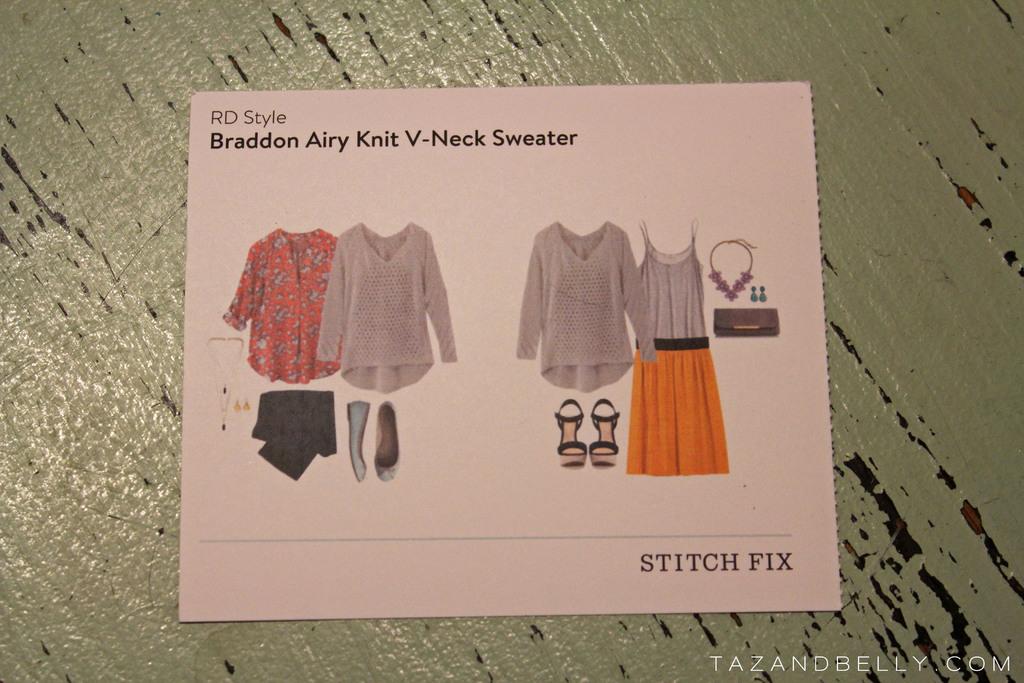 RD Style
Braddon Airy Knit V-Neck Sweater
STITCH FIX
TAZANDBELLY.COM